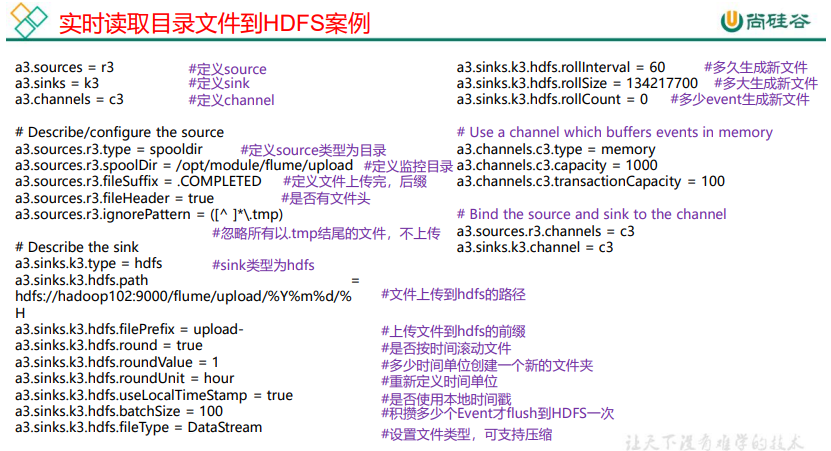 实时读取目录文件到HDFS案例
尚硅谷
a3.sources = r3 #定义source
a3.sinks = k3 #定义sink
a3.channels = c3 #定义channel
# Describe/configure the source
a3.sources.r3.type = spooldir #定义source类型为目录
a3.sources.r3.spoolDir = /opt/module/flume/upload #定义监控目录
a3.sources.r3.fileSuffix = .COMPLETED #定义文件上传完，后缀
a3.sources.r3.fileHeader = true #是否有文件头
a3.sources.r3.ignorePattern = ([^ ]*\.tmp)
#忽略所有以.tmp结尾的文件，不上传
# Describe the sink
a3.sinks.k3.type = hdfs #sink类型为hdfs
a3.sinks.k3.hdfs.path =
hdfs://hadoop102:9000/flume/upload/%Y%m%d/% #文件上传到hdfs的路径
H
a3.sinks.k3.hdfs.filePrefix = upload- #上传文件到hdfs的前缀
a3.sinks.k3.hdfs.round = true #是否按时间滚动文件
a3.sinks.k3.hdfs.roundValue = 1 #多少时间单位创建一个新的文件夹
a3.sinks.k3.hdfs.roundUnit = hour #重新定义时间单位
a3.sinks.k3.hdfs.useLocalTimeStamp = true #是否使用本地时间戳
a3.sinks.k3.hdfs.batchSize = 100 #积攒多少个Event才flush到HDFS一次
a3.sinks.k3.hdfs.fileType = DataStream #设置文件类型，可支持压缩
a3.sinks.k3.hdfs.rollInterval = 60 #多久生成新文件
a3.sinks.k3.hdfs.rollSize = 134217700 #多大生成新文件
a3.sinks.k3.hdfs.rollCount = 0 #多少event生成新文件
# Use a channel which buffers events in memory
a3.channels.c3.type = memory
a3.channels.c3.capacity = 1000
a3.channels.c3.transactionCapacity = 100
# Bind the source and sink to the channel
a3.sources.r3.channels = c3
a3.sinks.k3.channel = c3
让天下没有难学的技术